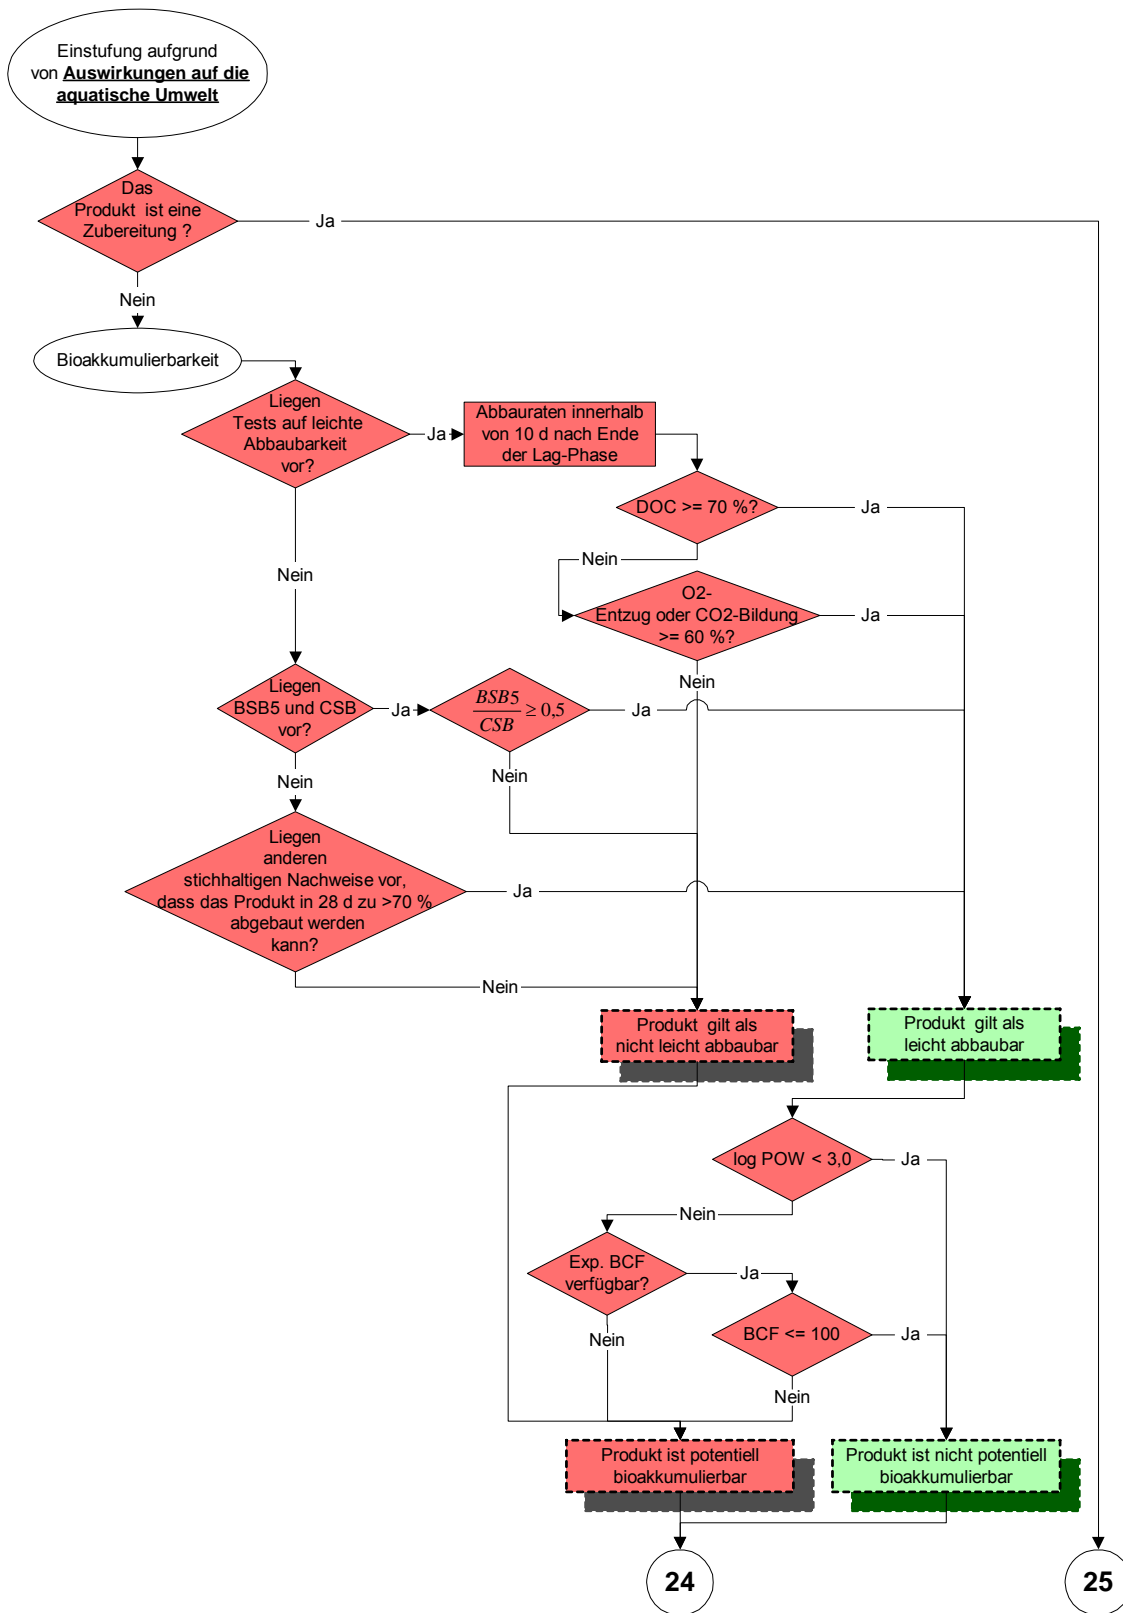 Einstufung aufgrund
von Auswirkungen auf die
aquatische Umwelt
Das
Produkt ist eine
Zubereitung ?
Ja
Nein
Bioakkumulierbarkeit
Liegen
Tests auf leichte
Abbaubarkeit
vor?
Ja
Abbauraten innerhalb
von 10 d nach Ende
der Lag-Phase
DOC >= 70 %?
Ja
Nein
Nein
O2-
Entzug oder CO2-Bildung
>= 60 %?
Ja
Nein
Liegen
BSB5 und CSB
vor?
Ja
BSB5
CSB
≥ 0,5
Ja
Nein
Nein
Liegen
anderen
stichhaltigen Nachweise vor,
dass das Produkt in 28 d zu >70 %
abgebaut werden
kann?
Ja
Nein
Produkt gilt als
nicht leicht abbaubar
Produkt gilt als
leicht abbaubar
log POW < 3,0
Ja
Nein
Exp. BCF
verfügbar?
Ja
Nein
BCF <= 100
Ja
Nein
Produkt ist potentiell
bioakkumulierbar
Produkt ist nicht potentiell
bioakkumulierbar
24
25